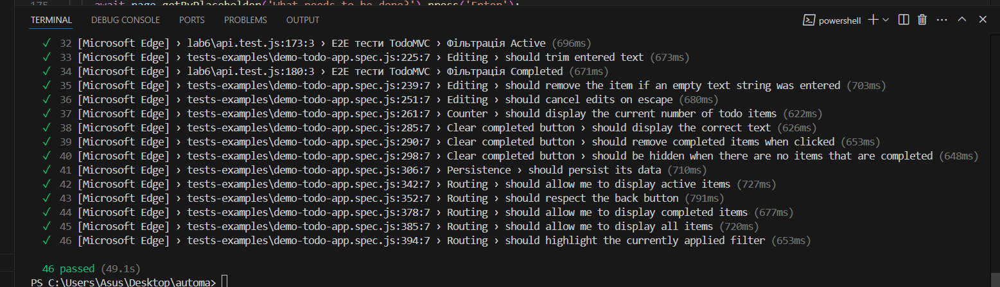 175 await page.getByPlaceholder('What needs to be done?').press('Enter');
TERMINAL DEBUG CONSOLE PORTS PROBLEMS OUTPUT powershell
✓ 32 [Microsoft Edge] › lab6\api.test.js:173:3 › E2E тести TodoMVC › Фільтрація Active (696ms)
✓ 33 [Microsoft Edge] › tests-examples\demo-todo-app.spec.js:225:7 › Editing › should trim entered text (673ms)
✓ 34 [Microsoft Edge] › lab6\api.test.js:180:3 › E2E тести TodoMVC › Фільтрація Completed (671ms)
✓ 35 [Microsoft Edge] › tests-examples\demo-todo-app.spec.js:239:7 › Editing › should remove the item if an empty text string was entered (703ms)
✓ 36 [Microsoft Edge] › tests-examples\demo-todo-app.spec.js:251:7 › Editing › should cancel edits on escape (680ms)
✓ 37 [Microsoft Edge] › tests-examples\demo-todo-app.spec.js:261:7 › Counter › should display the current number of todo items (622ms)
✓ 38 [Microsoft Edge] › tests-examples\demo-todo-app.spec.js:285:7 › Clear completed button › should display the correct text (626ms)
✓ 39 [Microsoft Edge] › tests-examples\demo-todo-app.spec.js:290:7 › Clear completed button › should remove completed items when clicked (653ms)
✓ 40 [Microsoft Edge] › tests-examples\demo-todo-app.spec.js:298:7 › Clear completed button › should be hidden when there are no items that are completed (648ms)
✓ 41 [Microsoft Edge] › tests-examples\demo-todo-app.spec.js:306:7 › Persistence › should persist its data (710ms)
✓ 42 [Microsoft Edge] › tests-examples\demo-todo-app.spec.js:342:7 › Routing › should allow me to display active items (727ms)
✓ 43 [Microsoft Edge] › tests-examples\demo-todo-app.spec.js:352:7 › Routing › should respect the back button (791ms)
✓ 44 [Microsoft Edge] › tests-examples\demo-todo-app.spec.js:378:7 › Routing › should allow me to display completed items (677ms)
✓ 45 [Microsoft Edge] › tests-examples\demo-todo-app.spec.js:385:7 › Routing › should allow me to display all items (720ms)
✓ 46 [Microsoft Edge] › tests-examples\demo-todo-app.spec.js:394:7 › Routing › should highlight the currently applied filter (653ms)
46 passed (49.1s)
PS C:\Users\Asus\Desktop\automa>